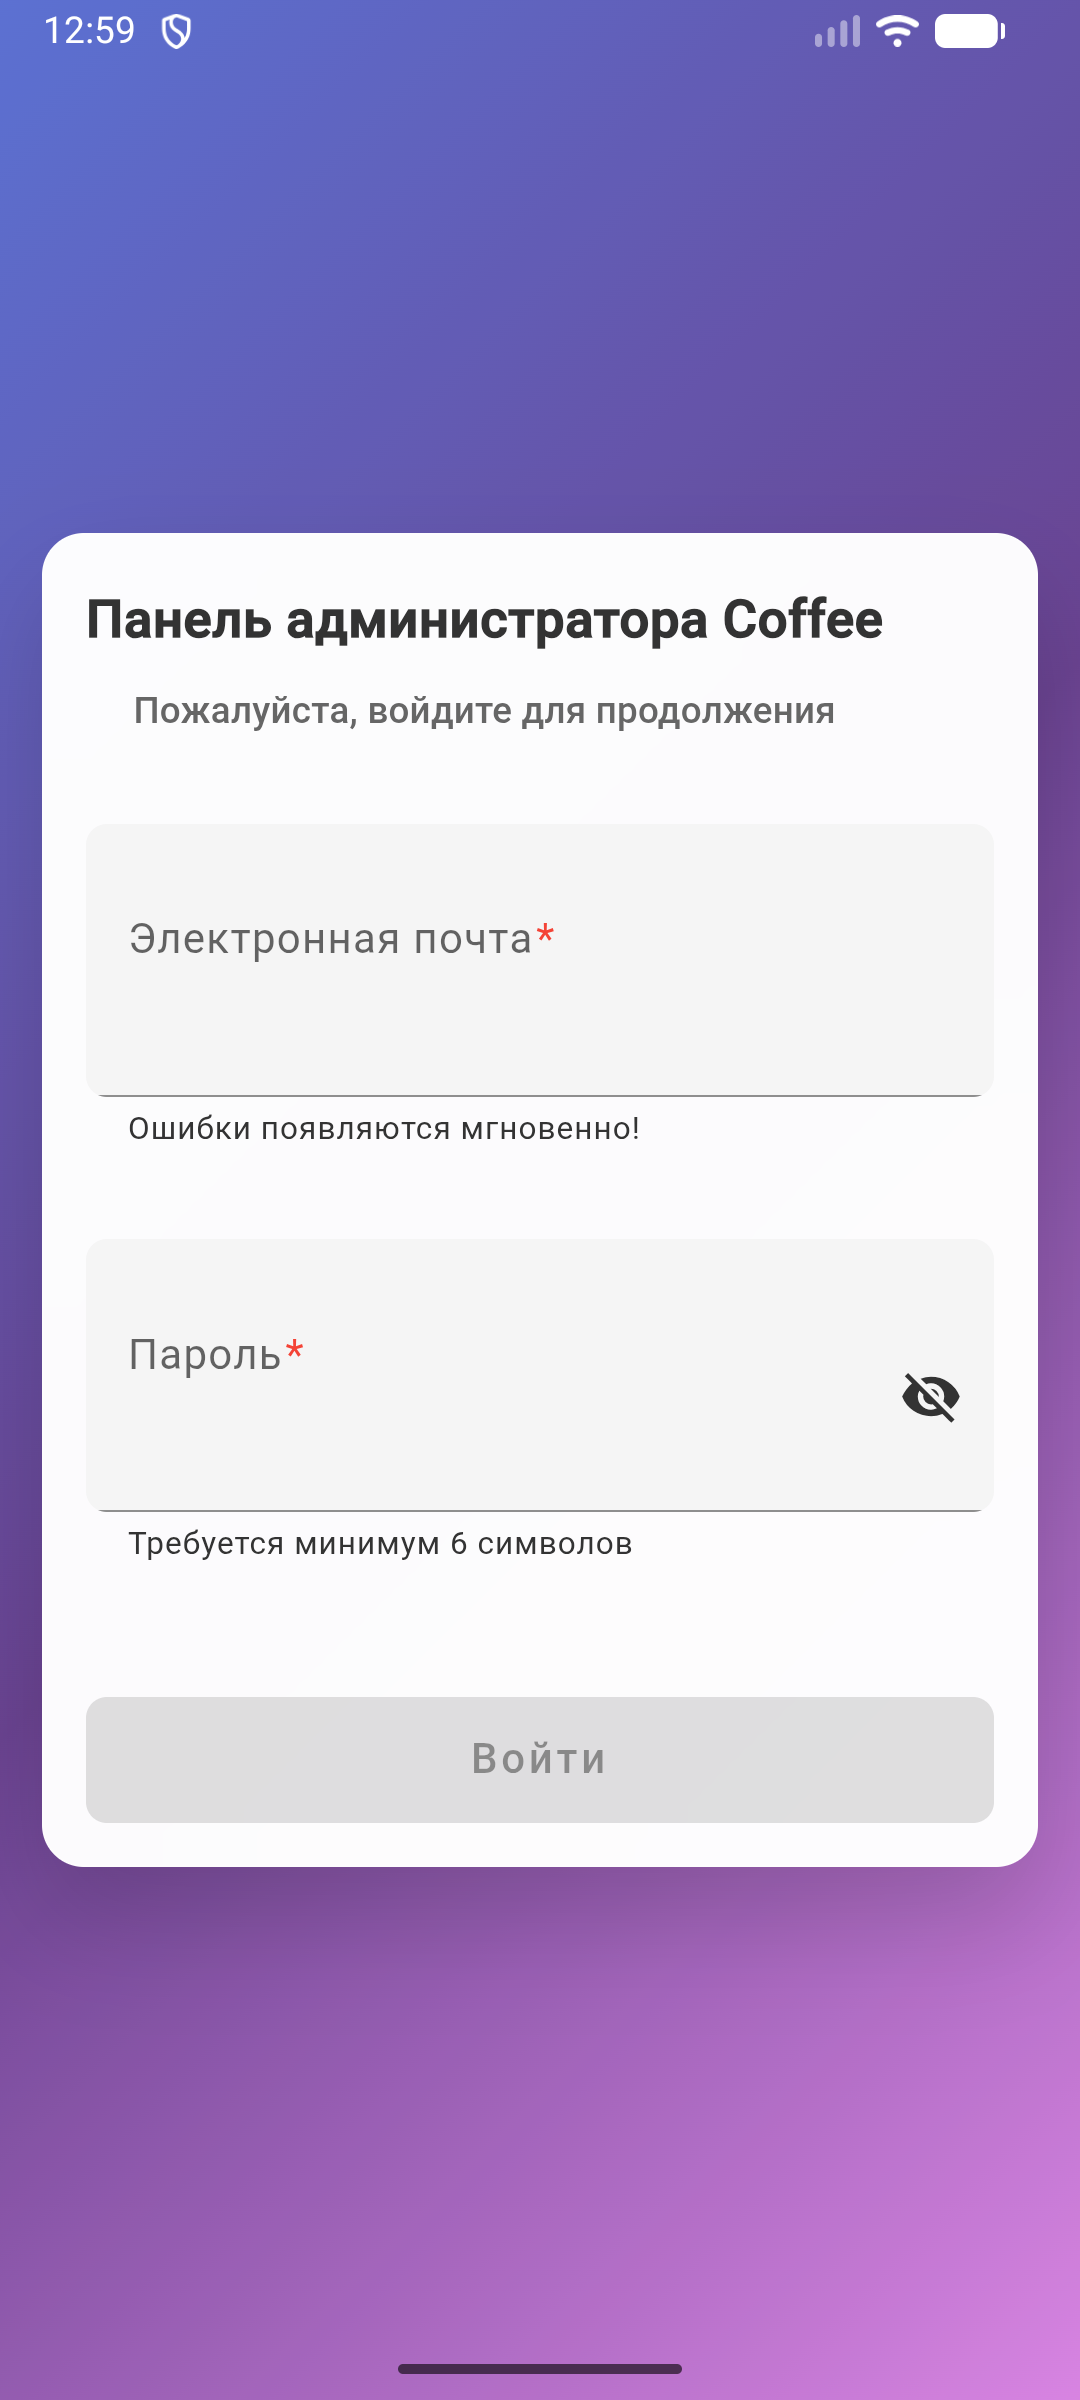 12:59
Панель администратора Coffee
Пожалуйста, войдите для продолжения
Электронная почта*
Ошибки появляются мгновенно!
Пароль*
Требуется минимум 6 символов
Войти